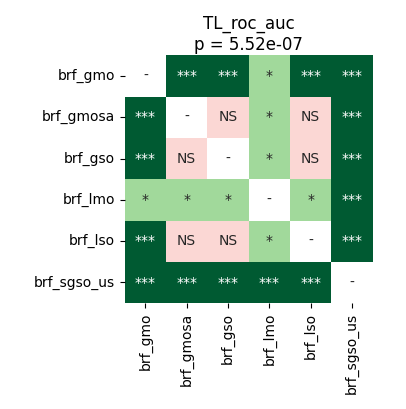 TL_roc_auc
p = 5.52e-07
brf_gmo - *** *** * *** ***
brf_gmosa *** - NS * NS ***
brf_gso *** NS - * NS ***
brf_lmo * * * - * ***
brf_lso *** NS NS * - ***
brf_sgso_us *** *** *** *** *** -
brf_gmo
brf_gmosa
brf_gso
brf_lmo
brf_lso
brf_sgso_us